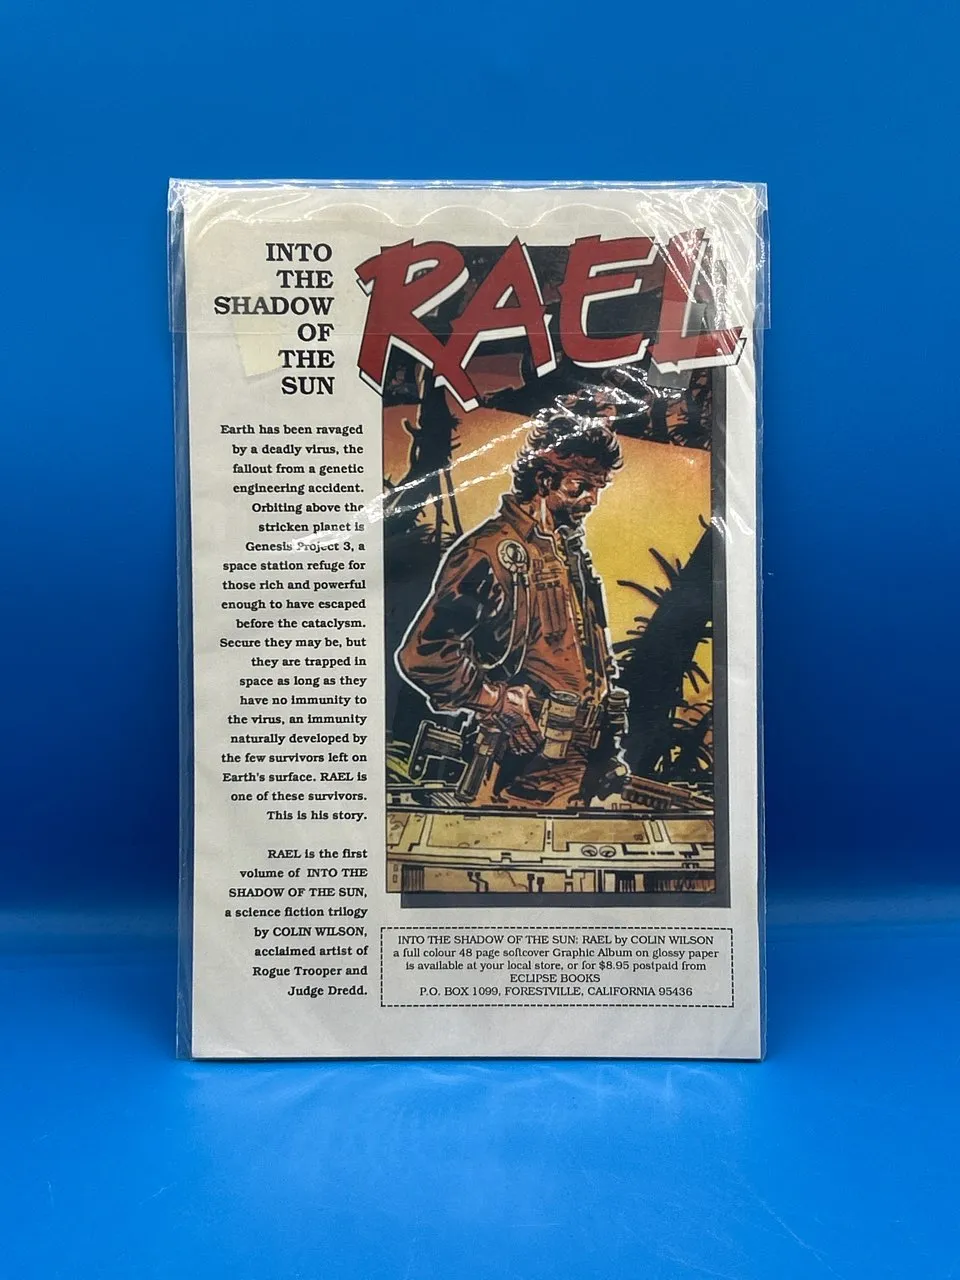 INTO
THE
SHADOW
OF
THE
SUN
RAEL
Earth has been ravaged
by a deadly virus, the
fallout from a genetic
engineering accident.
Orbiting above the
stricken planet is
Genesis Project 3, a
space station refuge for
those rich and powerful
enough to have escaped
before the cataclysm.
Secure they may be, but
they are trapped in
space as long as they
have no immunity to
the virus, an immunity
naturally developed by
the few survivors left on
Earth's surface. RAEL is
one of these survivors.
This is his story.
RAEL is the first
volume of INTO THE
SHADOW OF THE SUN,
a science fiction trilogy
by COLIN WILSON,
acclaimed artist of
Rogue Trooper and
Judge Dredd.
INTO THE SHADOW OF THE SUN: RAEL by COLIN WILSON
a full colour 48 page softcover Graphic Album on glossy paper
is available at your local store, or for $8.95 postpaid from
ECLIPSE BOOKS
P.O. BOX 1099, FORESTVILLE, CALIFORNIA 95436